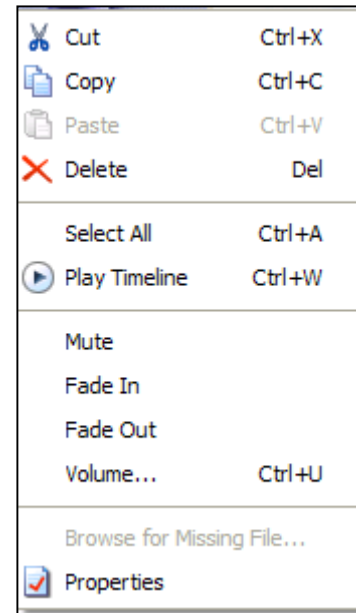 Cut Ctrl+X
Copy Ctrl+C
Paste Ctrl+V
Delete Del
Select All Ctrl+A
Play Timeline Ctrl+W
Mute
Fade In
Fade Out
Volume... Ctrl+U
Browse for Missing File...
Properties